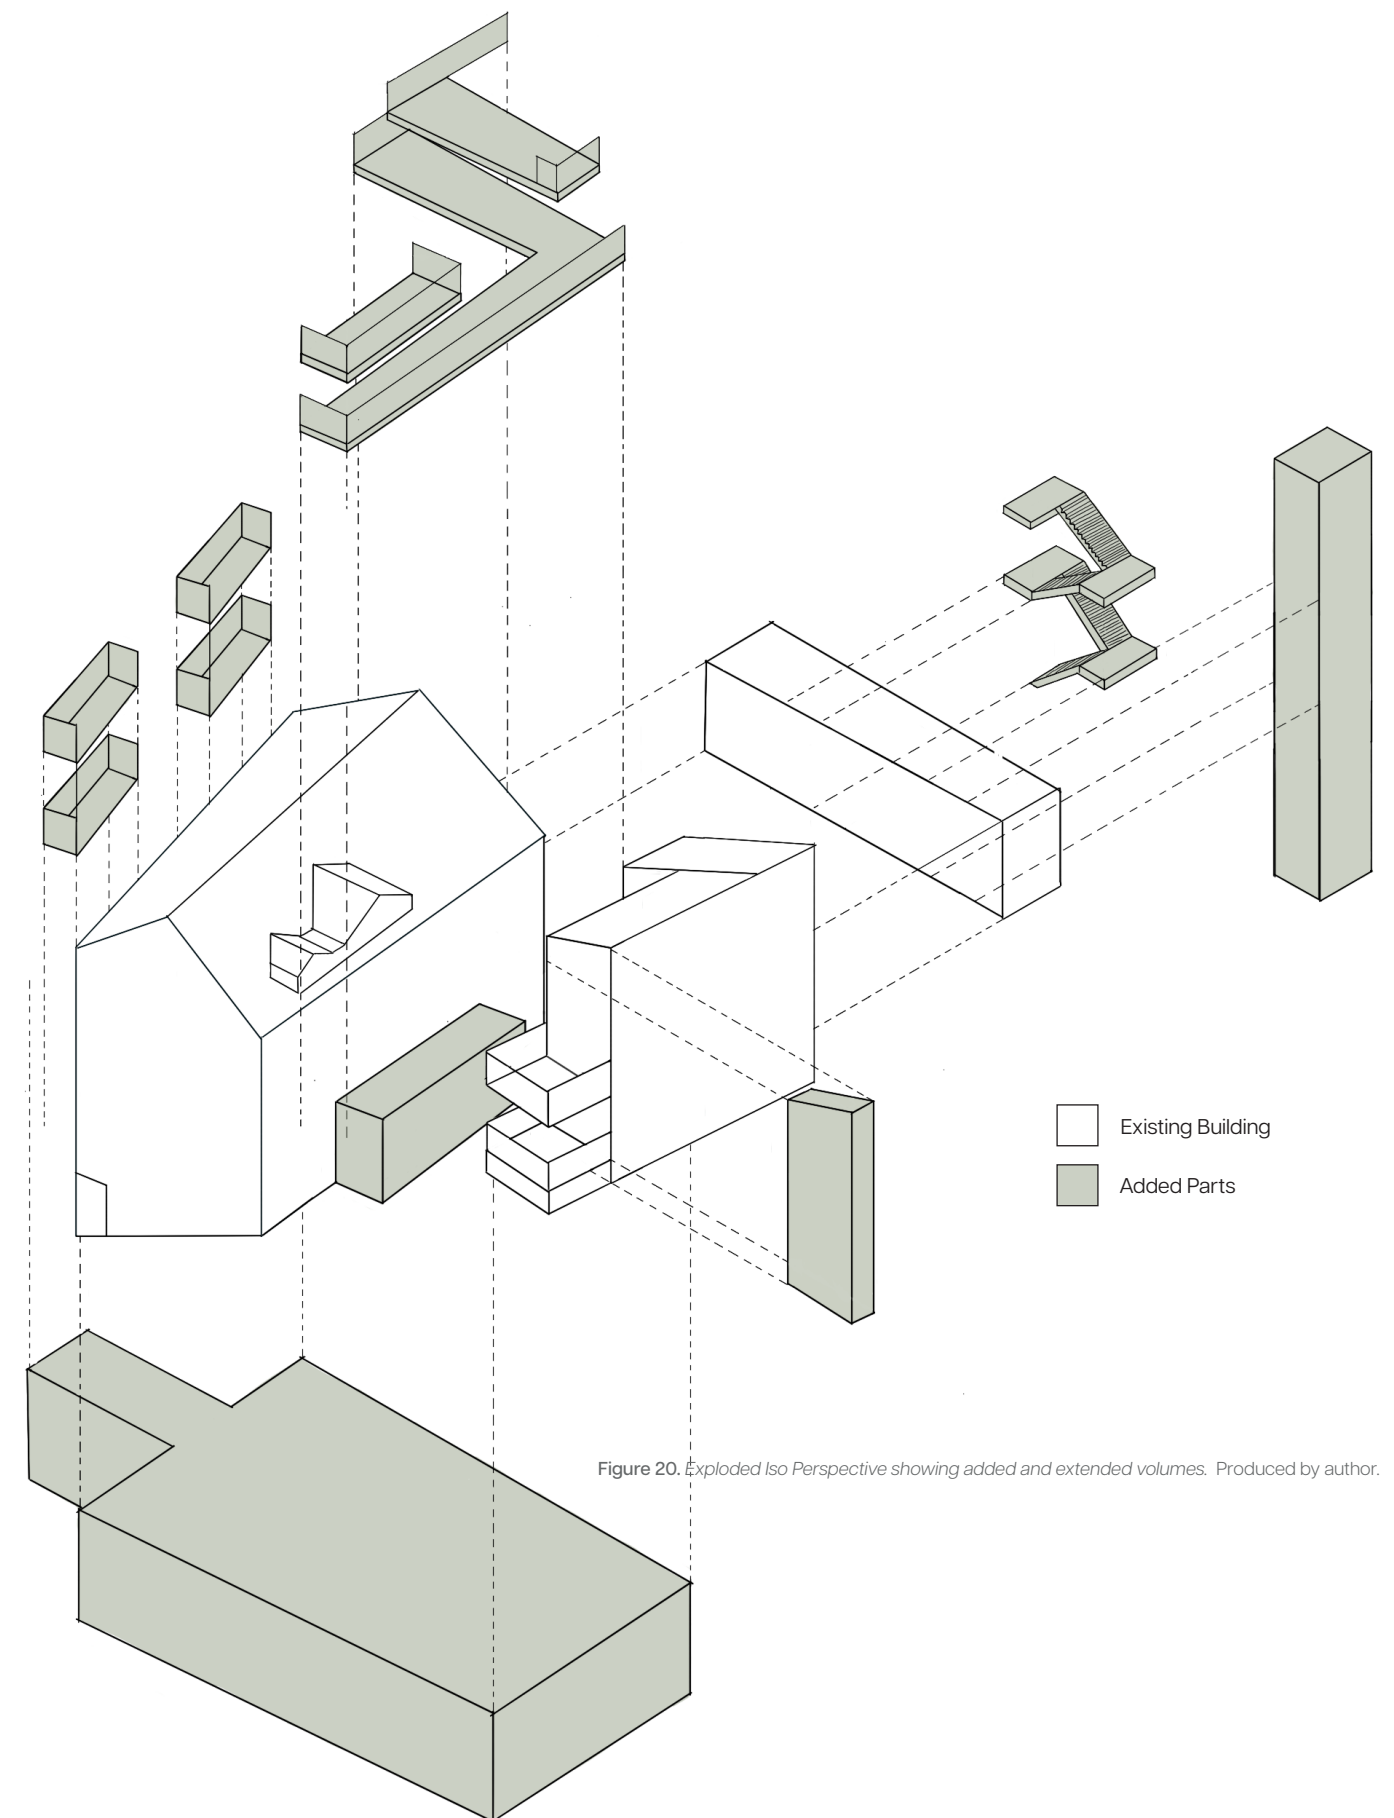 Existing Building
Added Parts
Figure 20. Exploded Iso Perspective showing added and extended volumes. Produced by author.